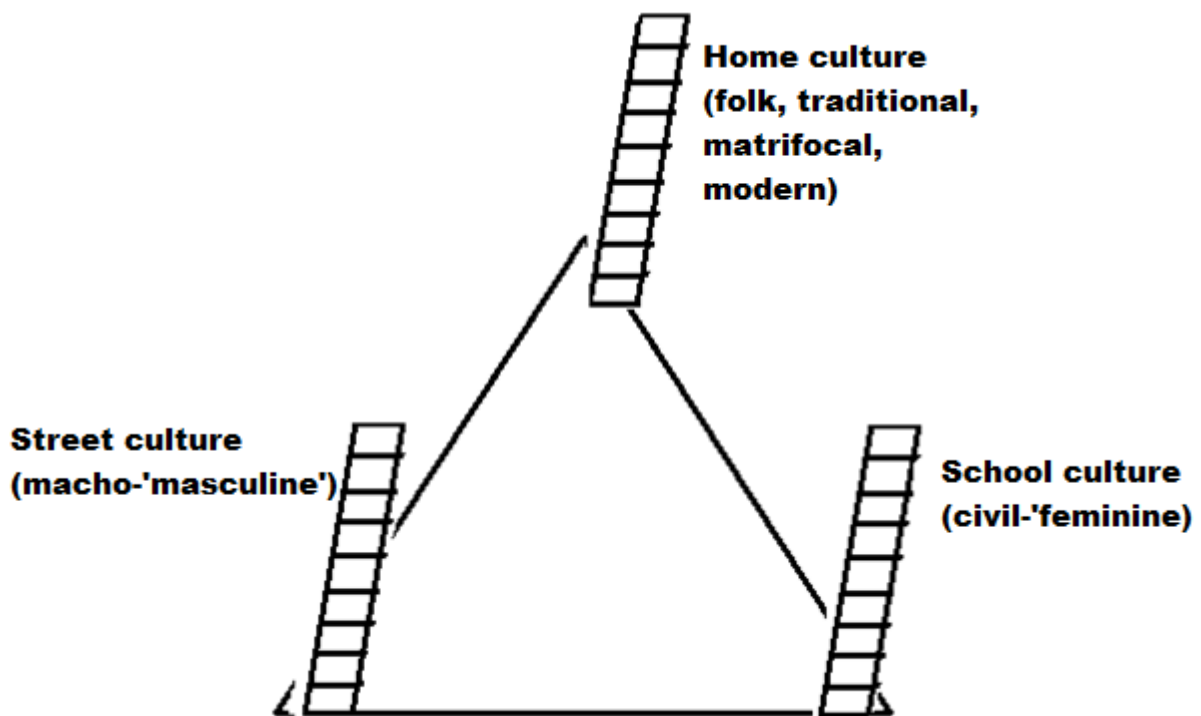 Home culture
(folk, traditional,
matrifocal,
modern)
Street culture
(macho-'masculine')
School culture
(civil-'feminine)